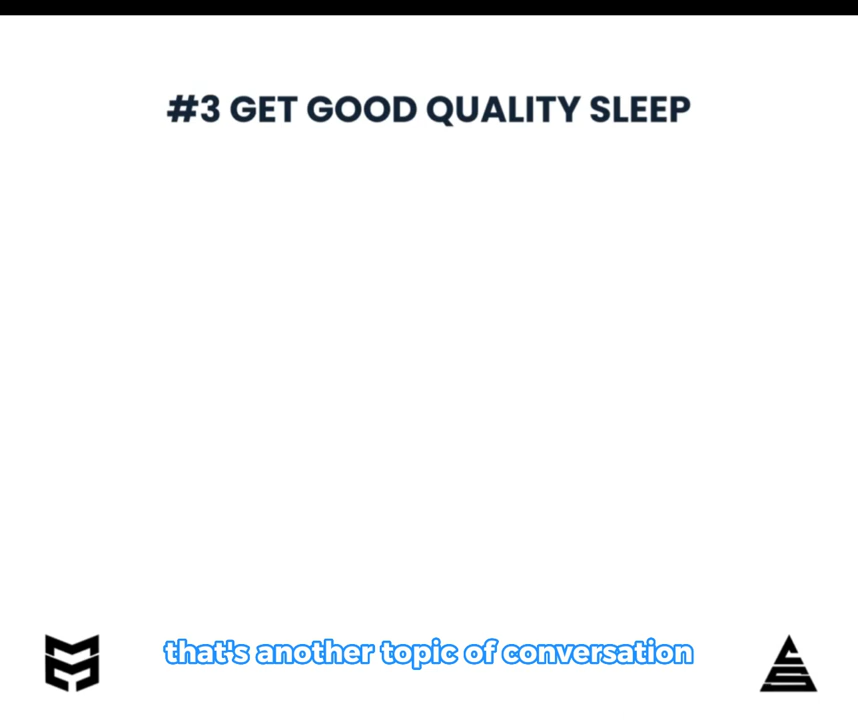 #3 GET GOOD QUALITY SLEEP
that's another topic of conversation